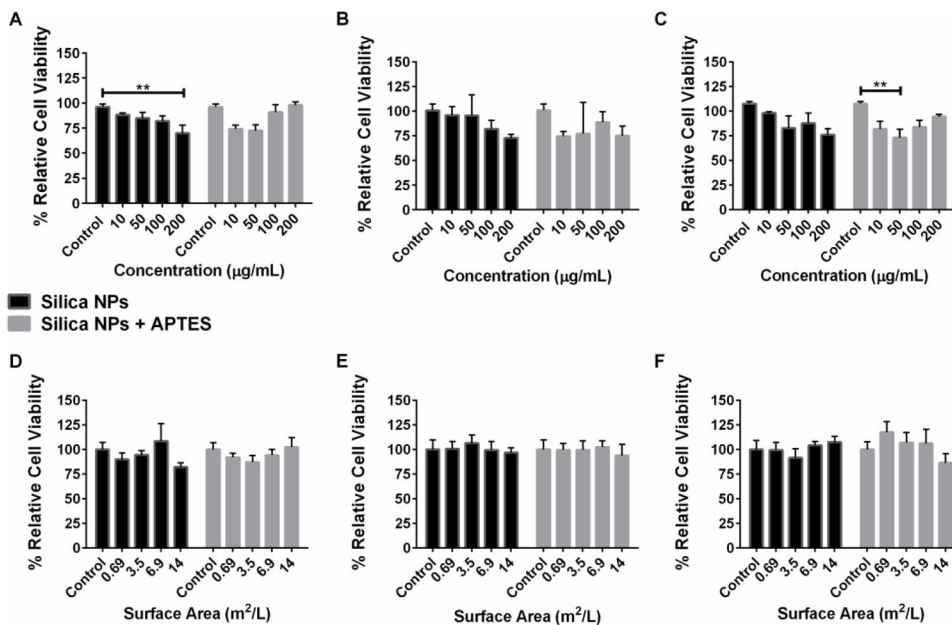 A
% Relative Cell Viability
150
125
100
75
50
25
0
**
Control 10 50 100 200 Control 10 50 100 200
Concentration (μg/mL)
B
% Relative Cell Viability
150
125
100
75
50
25
0
Control 10 50 100 200 Control 10 50 100 200
Concentration (μg/mL)
C
% Relative Cell Viability
150
125
100
75
50
25
0
**
Control 10 50 100 200 Control 10 50 100 200
Concentration (μg/mL)
Silica NPs
Silica NPs + APTES
D
% Relative Cell Viability
150
125
100
75
50
25
0
Control 0.69 3.5 6.9 14 Control 0.69 3.5 6.9 14
Surface Area (m²/L)
E
% Relative Cell Viability
150
125
100
75
50
25
0
Control 0.69 3.5 6.9 14 Control 0.69 3.5 6.9 14
Surface Area (m²/L)
F
% Relative Cell Viability
150
125
100
75
50
25
0
Control 0.69 3.5 6.9 14 Control 0.69 3.5 6.9 14
Surface Area (m²/L)